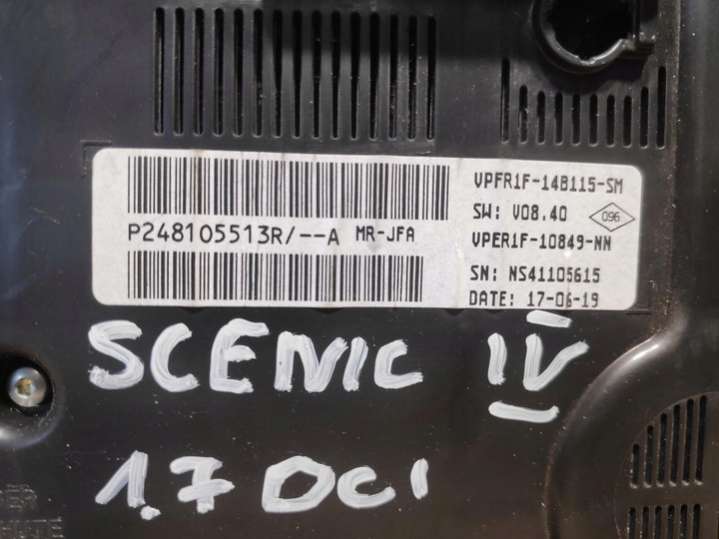 P248105513R/--A MR-JFA
VPFR1F-14B115-SM
SW: V08.40
096
VPER1F-10849-NN
SN: NS41105615
DATE: 17-06-19
SCENIC IV
1.7 DCI